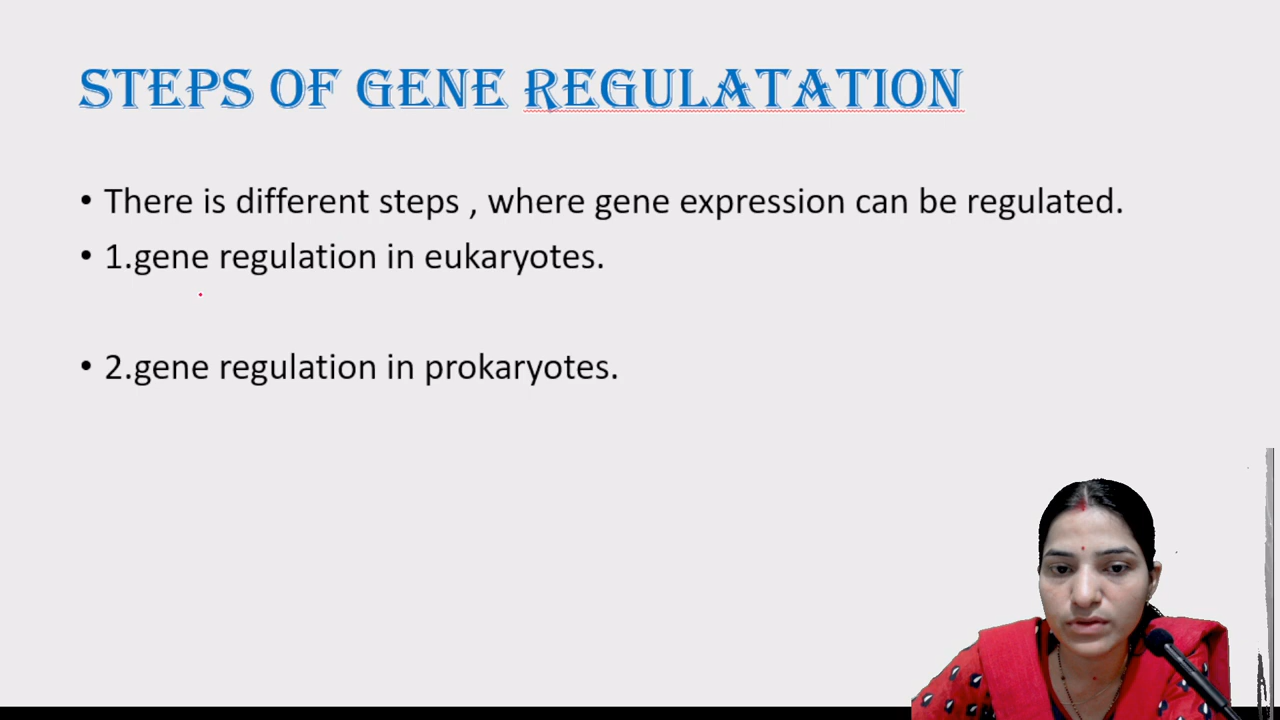 STEPS OF GENE REGULATATION
• There is different steps , where gene expression can be regulated.
• 1.gene regulation in eukaryotes.
• 2.gene regulation in prokaryotes.